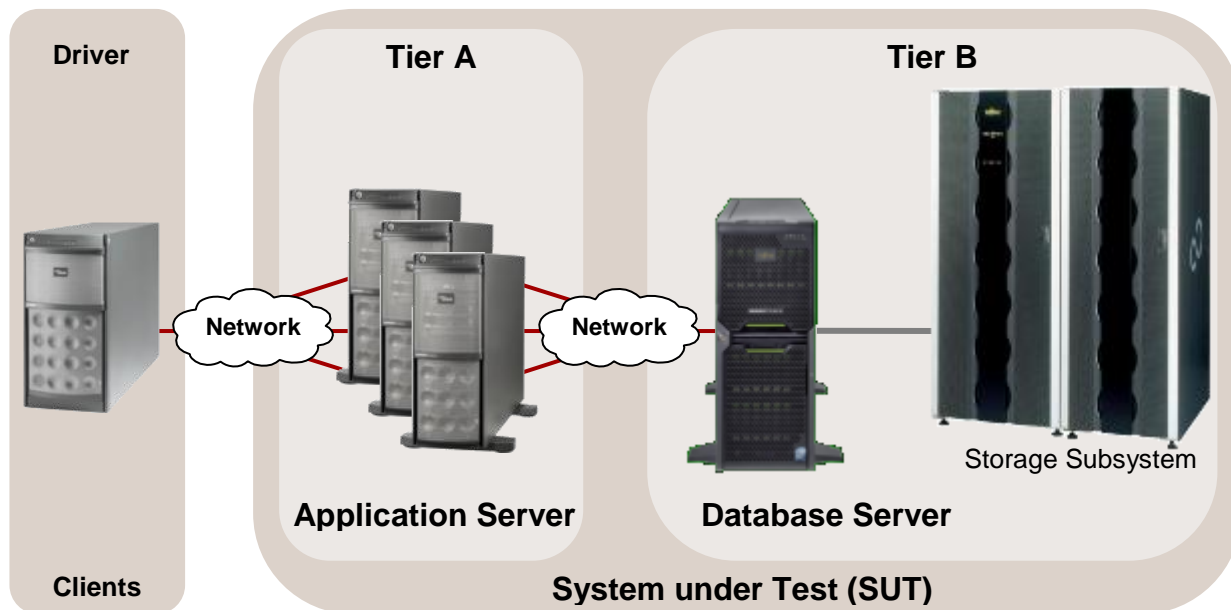 Driver
Tier A
Tier B
Network
Network
Storage Subsystem
Application Server
Database Server
Clients
System under Test (SUT)